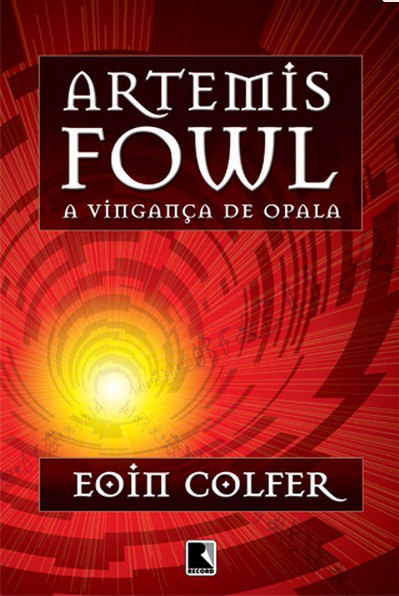 ARTEMIS
FOWL
A VINGANÇA DE OPALA
EOIN COLFER
RECORD